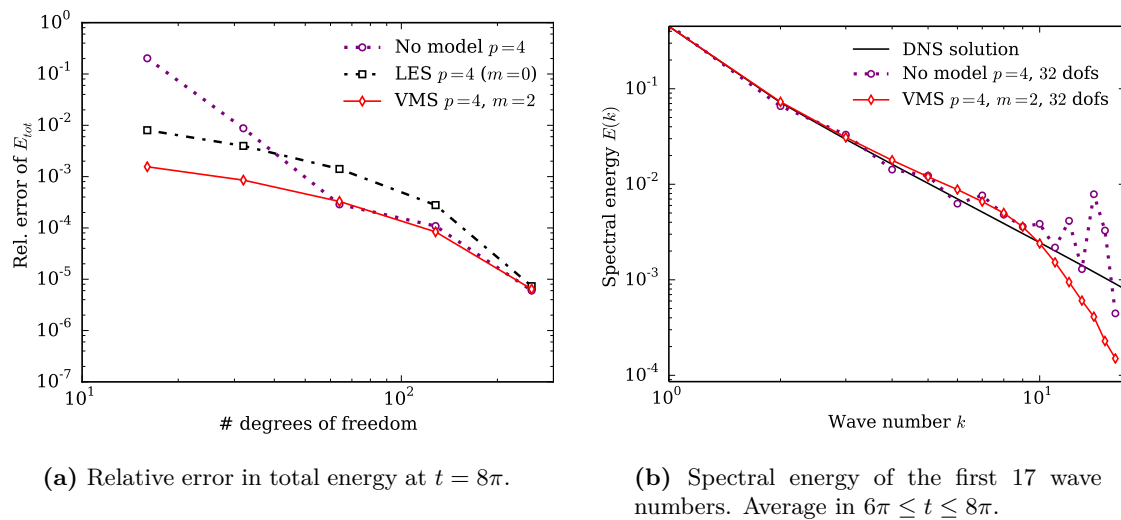 10^0
10^{-1}
10^{-2}
10^{-3}
10^{-4}
10^{-5}
10^{-6}
10^{-7}
10^1
10^2
Rel. error of E_{tot}
# degrees of freedom
No model p=4
LES p=4 (m=0)
VMS p=4, m=2
(a) Relative error in total energy at t = 8π.
10^{-1}
10^{-2}
10^{-3}
10^{-4}
10^0
10^1
Spectral energy E(k)
Wave number k
DNS solution
No model p=4, 32 dofs
VMS p=4, m=2, 32 dofs
(b) Spectral energy of the first 17 wave
numbers. Average in 6π ≤ t ≤ 8π.